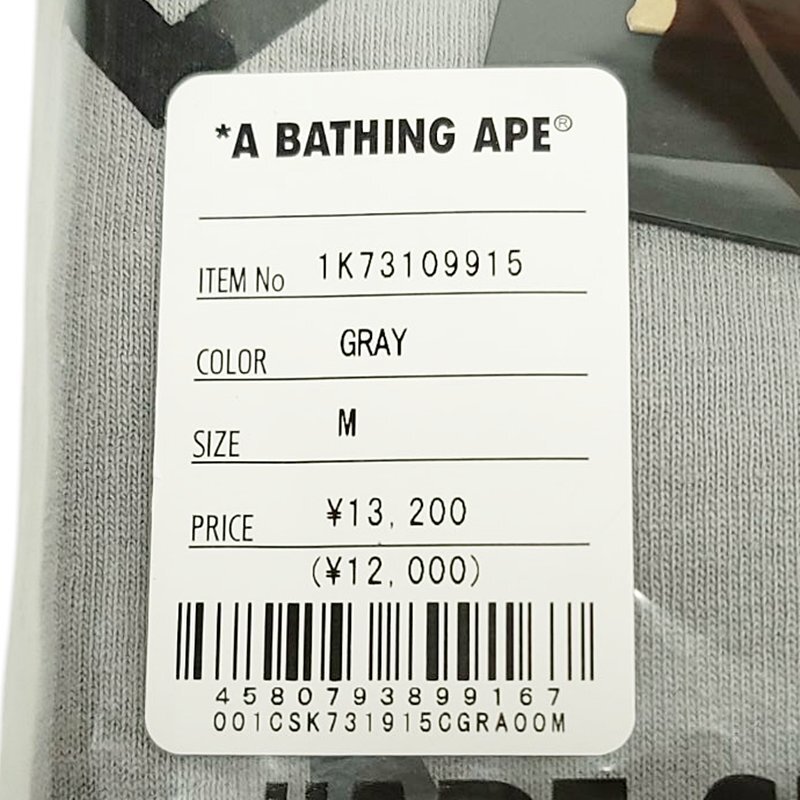 *A BATHING APE®
ITEM No 1K73109915
COLOR GRAY
SIZE M
PRICE ¥13,200
(¥12,000)
4580793899167
001CSK731915CGRA00M